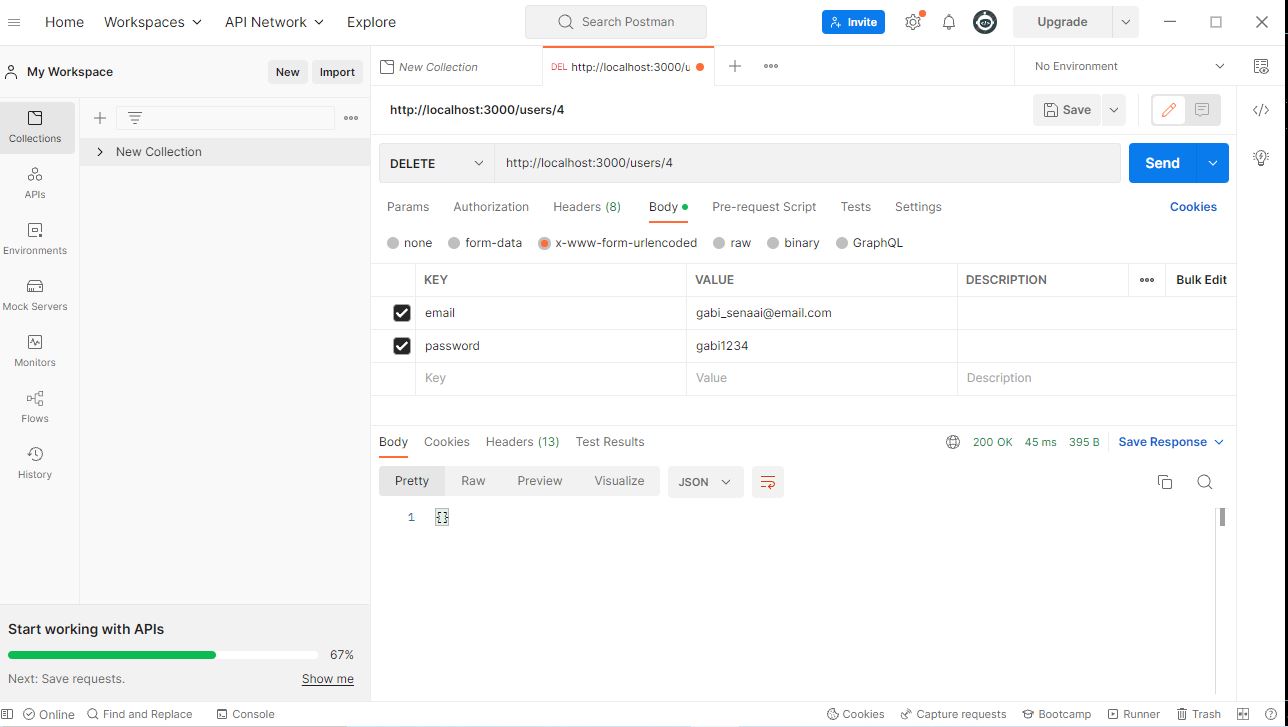 Home Workspaces API Network Explore Search Postman Invite Upgrade
My Workspace New Import
New Collection DEL http://localhost:3000/u No Environment
http://localhost:3000/users/4 Save
Collections
New Collection
DELETE http://localhost:3000/users/4 Send
APIs
Params Authorization Headers (8) Body Pre-request Script Tests Settings Cookies
Environments
none form-data x-www-form-urlencoded raw binary GraphQL
KEY VALUE DESCRIPTION Bulk Edit
Mock Servers
email gabi_senaai@email.com
password gabi1234
Monitors
Key Value Description
Flows
Body Cookies Headers (13) Test Results 200 OK 45 ms 395 B Save Response
History
Pretty Raw Preview Visualize JSON
1 {}
Start working with APIs
67%
Next: Save requests. Show me
Online Find and Replace Console Cookies Capture requests Bootcamp Runner Trash